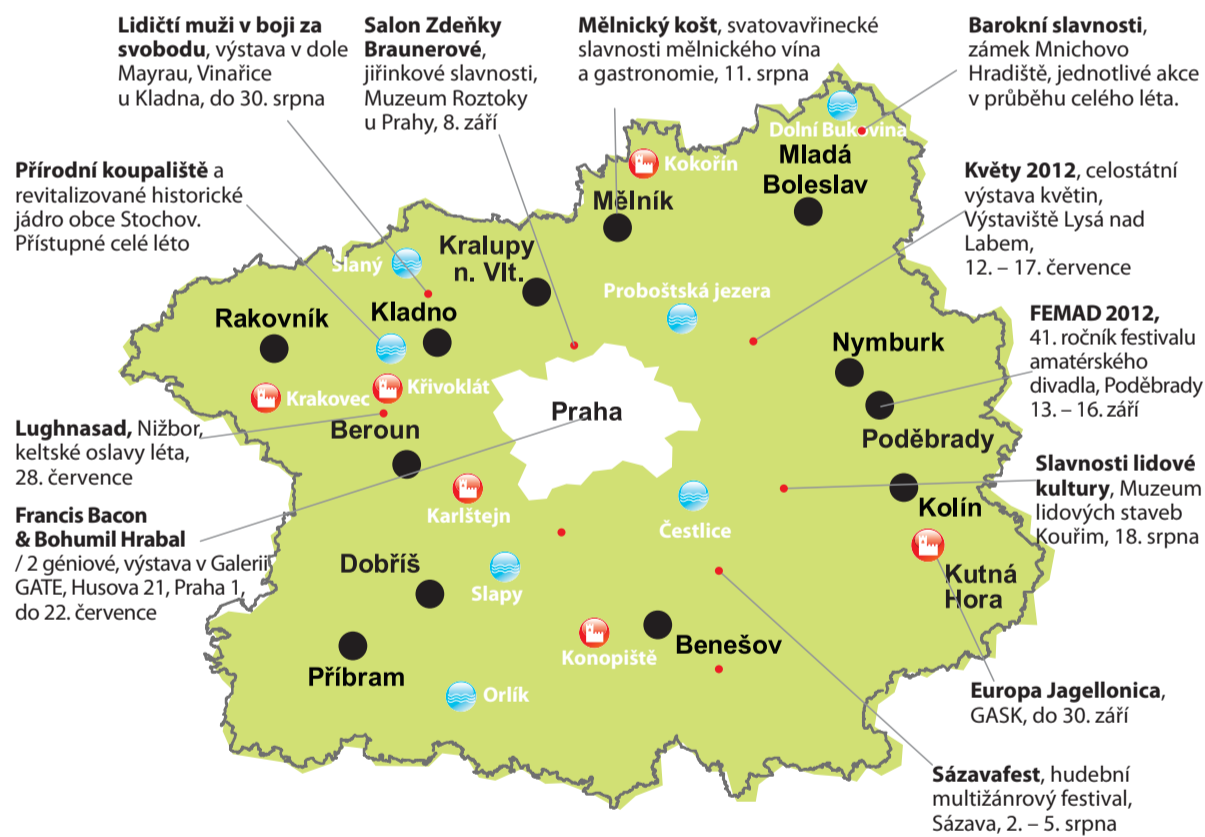 Lidičtí muži v boji za
svobodu, výstava v dole
Mayrau, Vinařice
u Kladna, do 30. srpna
Salon Zdeňky
Braunerové,
jiřinkové slavnosti,
Muzeum Roztoky
u Prahy, 8. září
Mělnický košt, svatovavřinecké
slavnosti mělnického vína
a gastronomie, 11. srpna
Barokní slavnosti,
zámek Mnichovo
Hradiště, jednotlivé akce
v průběhu celého léta.
Přírodní koupaliště a
revitalizované historické
jádro obce Stochov.
Přístupné celé léto
Květy 2012, celostátní
výstava květin,
Výstaviště Lysá nad
Labem,
12. – 17. července
FEMAD 2012,
41. ročník festivalu
amatérského
divadla, Poděbrady
13. – 16. září
Lughnasad, Nižbor,
keltské oslavy léta,
28. července
Slavnosti lidové
kultury, Muzeum
lidových staveb
Kouřim, 18. srpna
Francis Bacon
& Bohumil Hrabal
/ 2 géniové, výstava v Galerii
GATE, Husova 21, Praha 1,
do 22. července
Europa Jagellonica,
GASK, do 30. září
Sázavafest, hudební
multižánrový festival,
Sázava, 2. – 5. srpna
Dolní Bukovina
Mladá
Boleslav
Kokořín
Mělník
Kralupy
n. Vlt.
Slaný
Proboštská jezera
Rakovník
Kladno
Nymburk
Krakovec
Křivoklát
Praha
Beroun
Poděbrady
Karlštejn
Čestlice
Kolín
Dobříš
Slapy
Kutná
Hora
Konopiště
Benešov
Příbram
Orlík